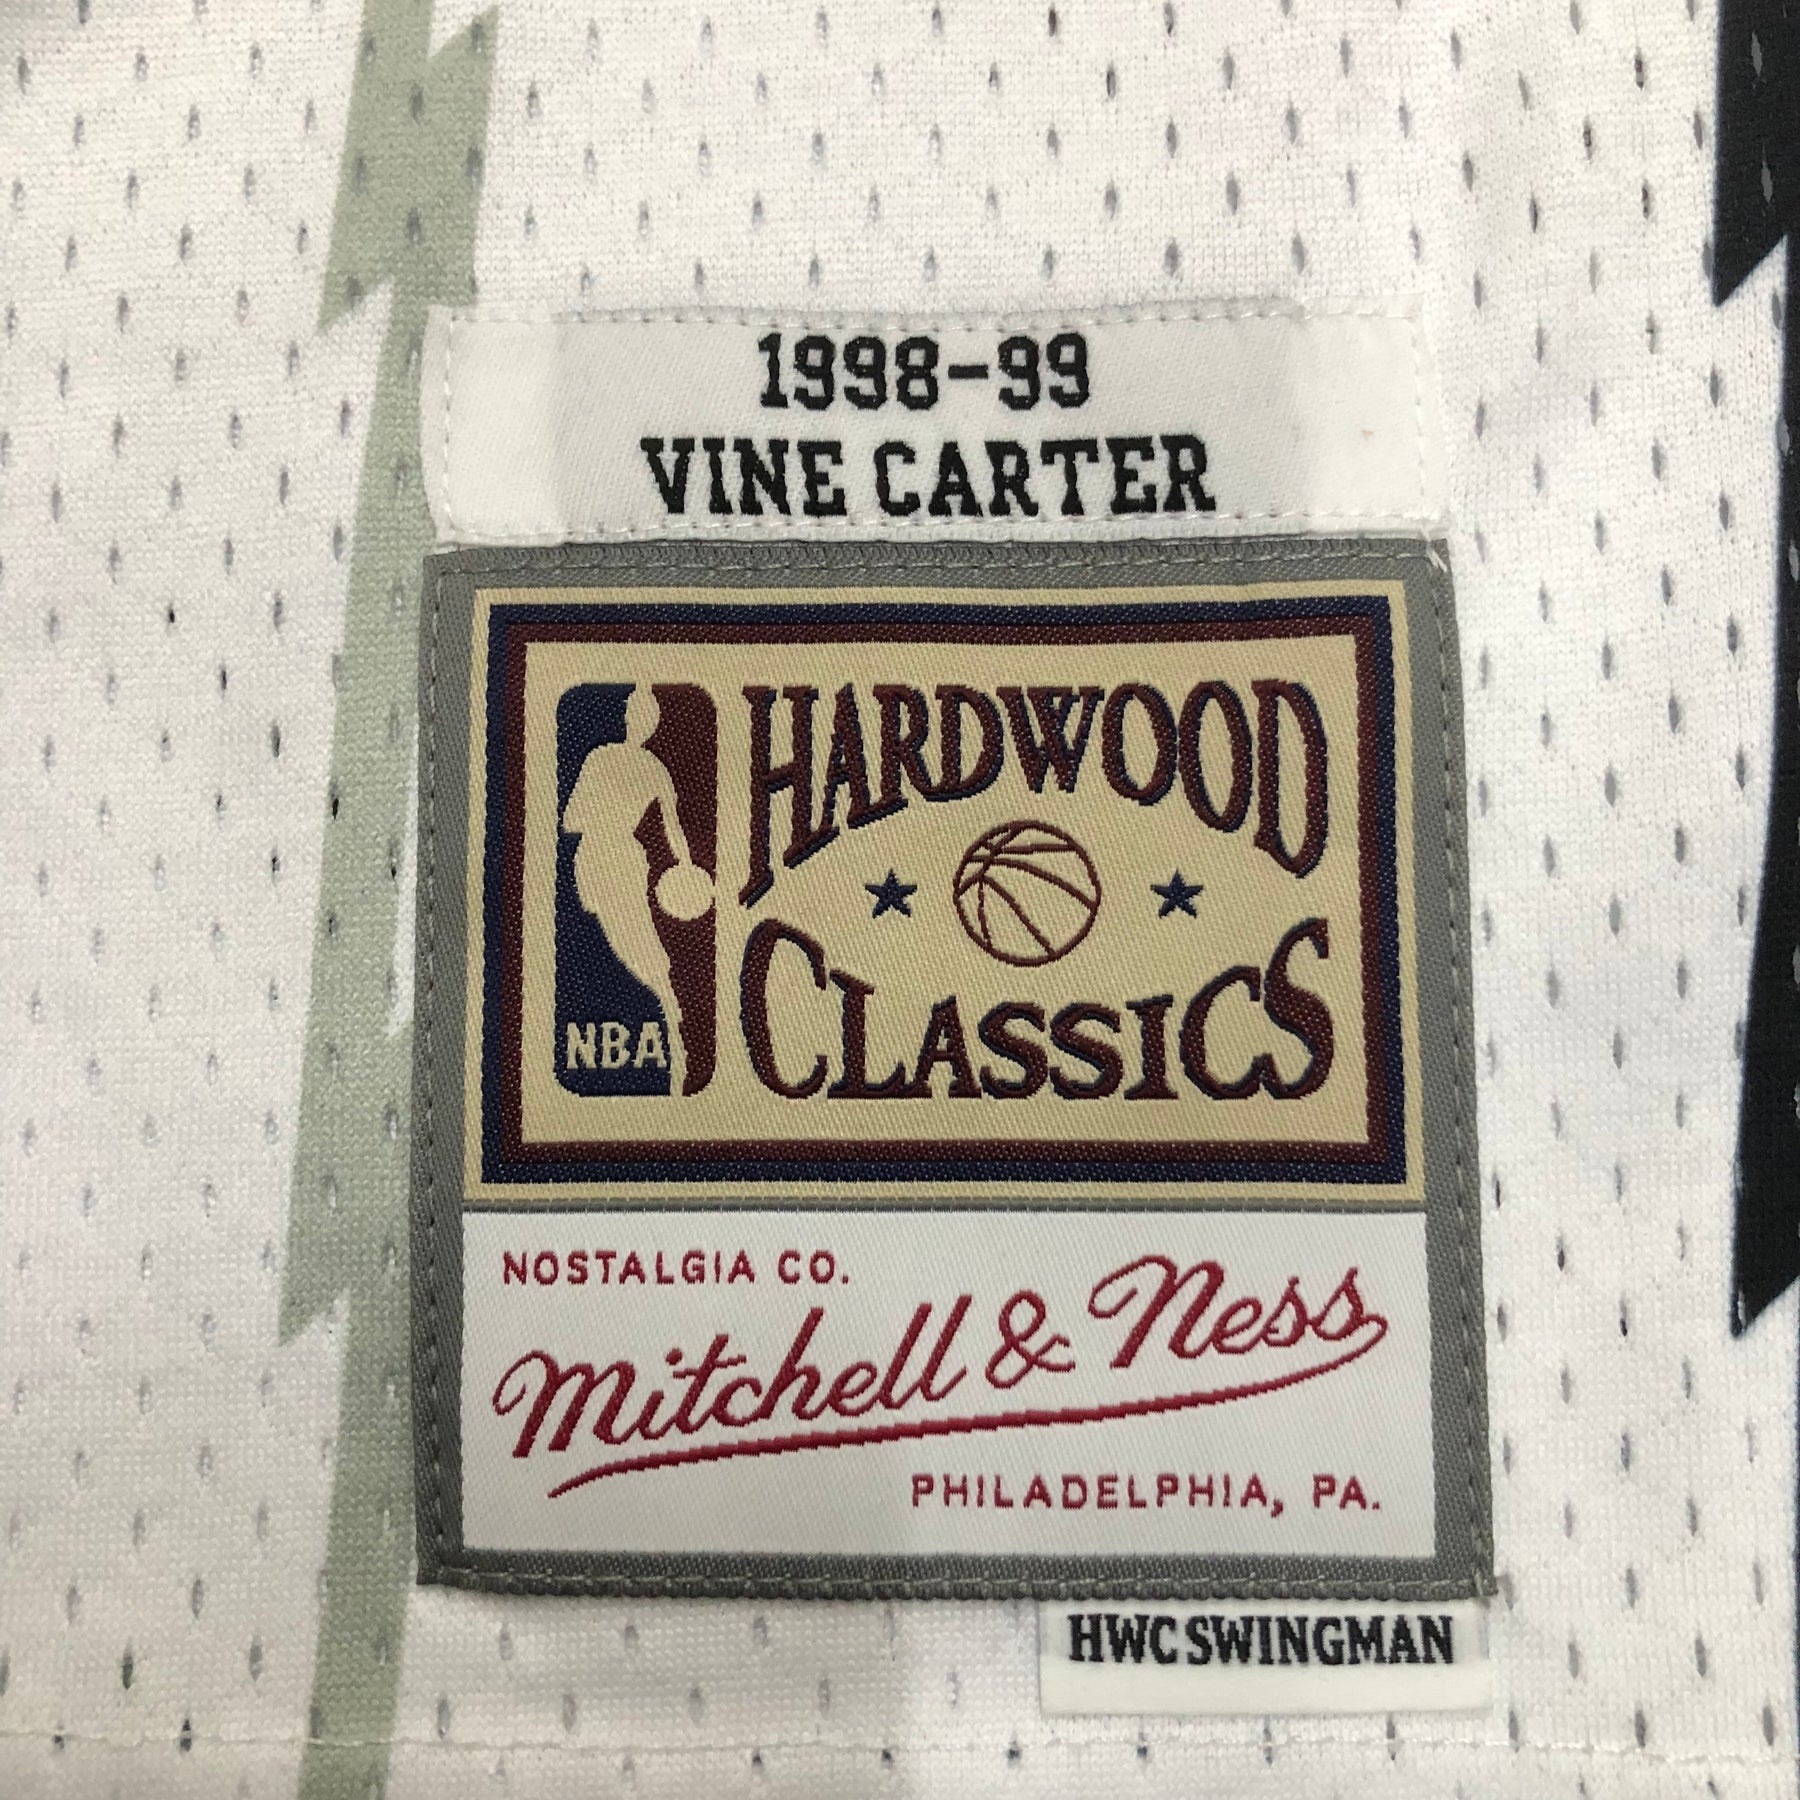 1998-99
VINE CARTER
HARDWOOD
CLASSICS
NBA
NOSTALGIA CO.
Mitchell & Ness
PHILADELPHIA, PA.
HWC SWINGMAN